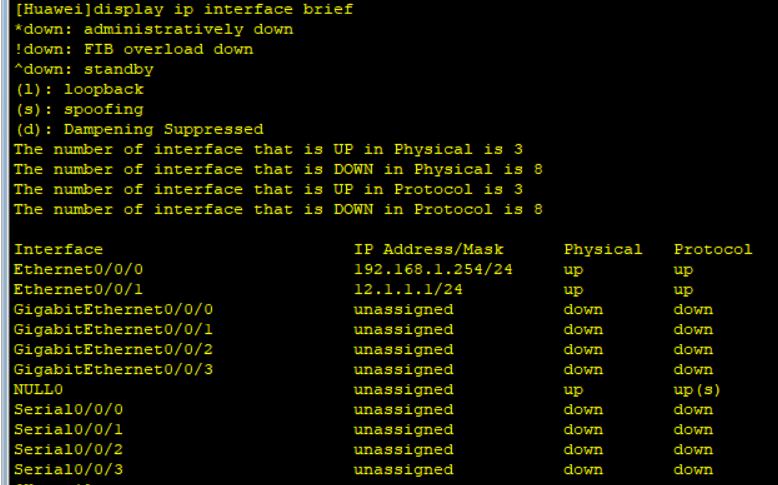 [Huawei]display ip interface brief
*down: administratively down
!down: FIB overload down
^down: standby
(l): loopback
(s): spoofing
(d): Dampening Suppressed
The number of interface that is UP in Physical is 3
The number of interface that is DOWN in Physical is 8
The number of interface that is UP in Protocol is 3
The number of interface that is DOWN in Protocol is 8
Interface IP Address/Mask Physical Protocol
Ethernet0/0/0 192.168.1.254/24 up up
Ethernet0/0/1 12.1.1.1/24 up up
GigabitEthernet0/0/0 unassigned down down
GigabitEthernet0/0/1 unassigned down down
GigabitEthernet0/0/2 unassigned down down
GigabitEthernet0/0/3 unassigned down down
NULL0 unassigned up up(s)
Serial0/0/0 unassigned down down
Serial0/0/1 unassigned down down
Serial0/0/2 unassigned down down
Serial0/0/3 unassigned down down